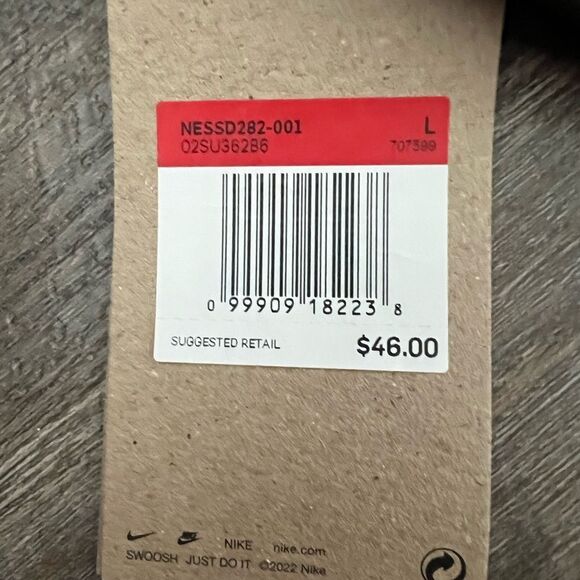 NESSD282-001 L
02SU362B6 707399
0 99909 18223 8
SUGGESTED RETAIL $46.00
NIKE nike.com
SWOOSH JUST DO IT ©2022 Nike